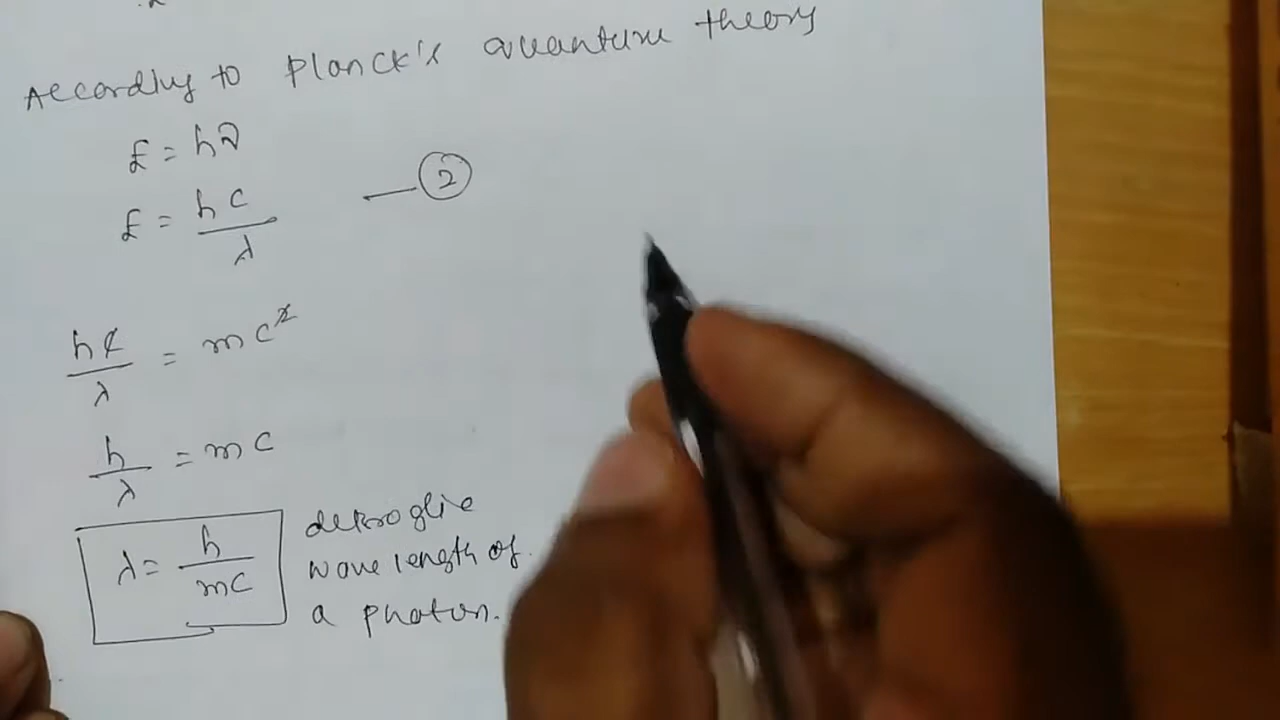 According to Planck's quantum theory
E = hν
E = hc/λ — ②
hc/λ = mc²
h/λ = mc
λ = h/mc
debroglie
wave length of
a photon.